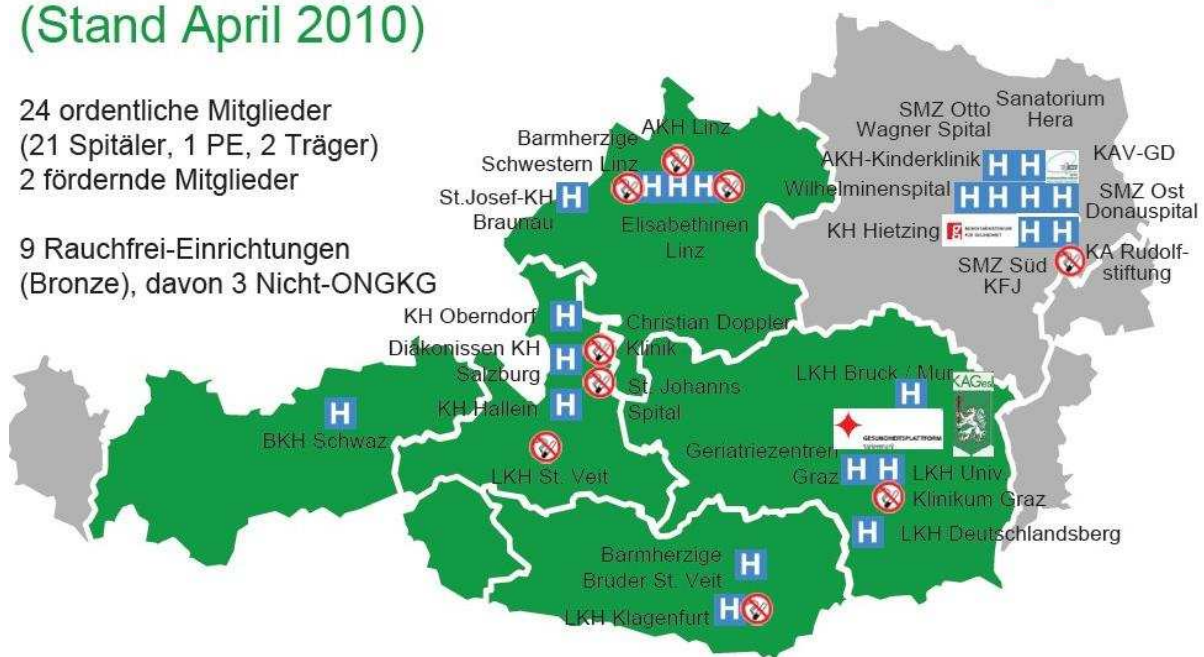 (Stand April 2010)
24 ordentliche Mitglieder
(21 Spitäler, 1 PE, 2 Träger)
2 fördernde Mitglieder
9 Rauchfrei-Einrichtungen
(Bronze), davon 3 Nicht-ONGKG
AKH Linz
Barmherzige
Schwestern Linz
St.Josef-KH
Braunau
Elisabethinen
Linz
SMZ Otto
Wagner Spital
Sanatorium
Hera
AKH-Kinderklinik
H H
KAV-GD
Wilhelminenspital
H H H H
SMZ Ost
Donauspital
KH Hietzing
H H
SMZ Süd
KFJ
KA Rudolf-
stiftung
H
H H H
KH Oberndorf
H
Christian Doppler
Klinik
Diakonissen KH
Salzburg
H
St. Johanns
Spital
KH Hallein
H
LKH St. Veit
H
BKH Schwaz
LKH Bruck / Mur
H
KAGes
GESUNDHEITSPLATTFORM
Geriatriezentren
Graz
H H
LKH Univ.
Klinikum Graz
H
LKH Deutschlandsberg
Barmherzige
Brüder St. Veit
H
LKH Klagenfurt
H